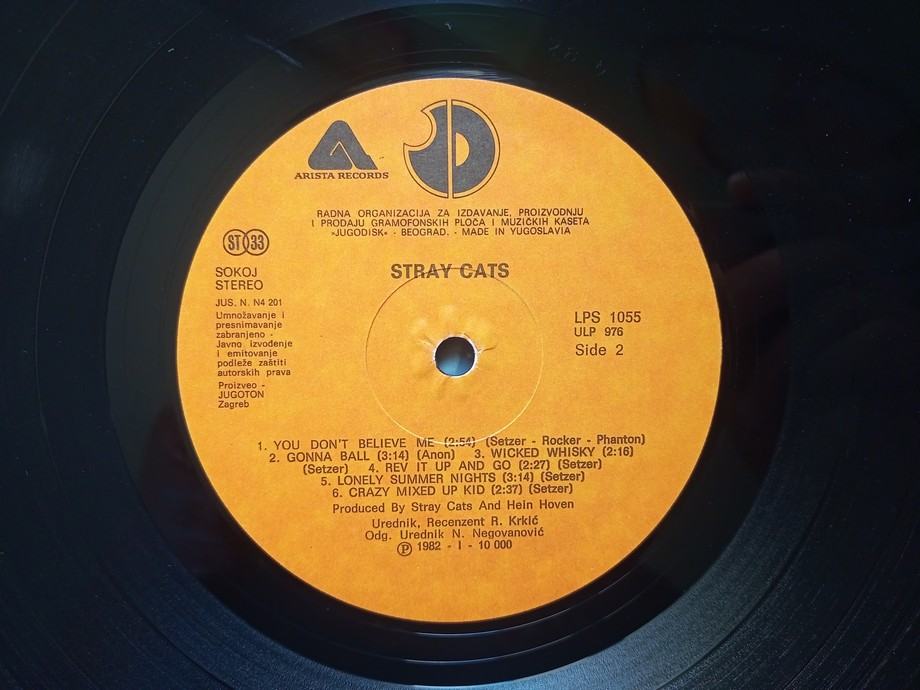 ARISTA RECORDS
RADNA ORGANIZACIJA ZA IZDAVANJE, PROIZVODNJU
I PRODAJU GRAMOFONSKIH PLOČA I MUZIČKIH KASETA
»JUGODISK« - BEOGRAD. - MADE IN YUGOSLAVIA
ST 33
SOKOJ
STEREO
STRAY CATS
JUS. N. N4 201
Umnožavanje i
presnimavanje
zabranjeno -
Javno izvođenje
i emitovanje
podleže zaštiti
autorskih prava
Proizveo -
JUGOTON
Zagreb
LPS 1055
ULP 976
Side 2
1. YOU DON'T BELIEVE ME (2:54) (Setzer - Rocker - Phanton)
2. GONNA BALL (3:14) (Anon) 3. WICKED WHISKY (2:16)
(Setzer) 4. REV IT UP AND GO (2:27) (Setzer)
5. LONELY SUMMER NIGHTS (3:14) (Setzer)
6. CRAZY MIXED UP KID (2:37) (Setzer)
Produced By Stray Cats And Hein Hoven
Urednik, Recenzent R. Krkić
Odg. Urednik N. Negovanović
Ⓟ 1982 - I - 10 000